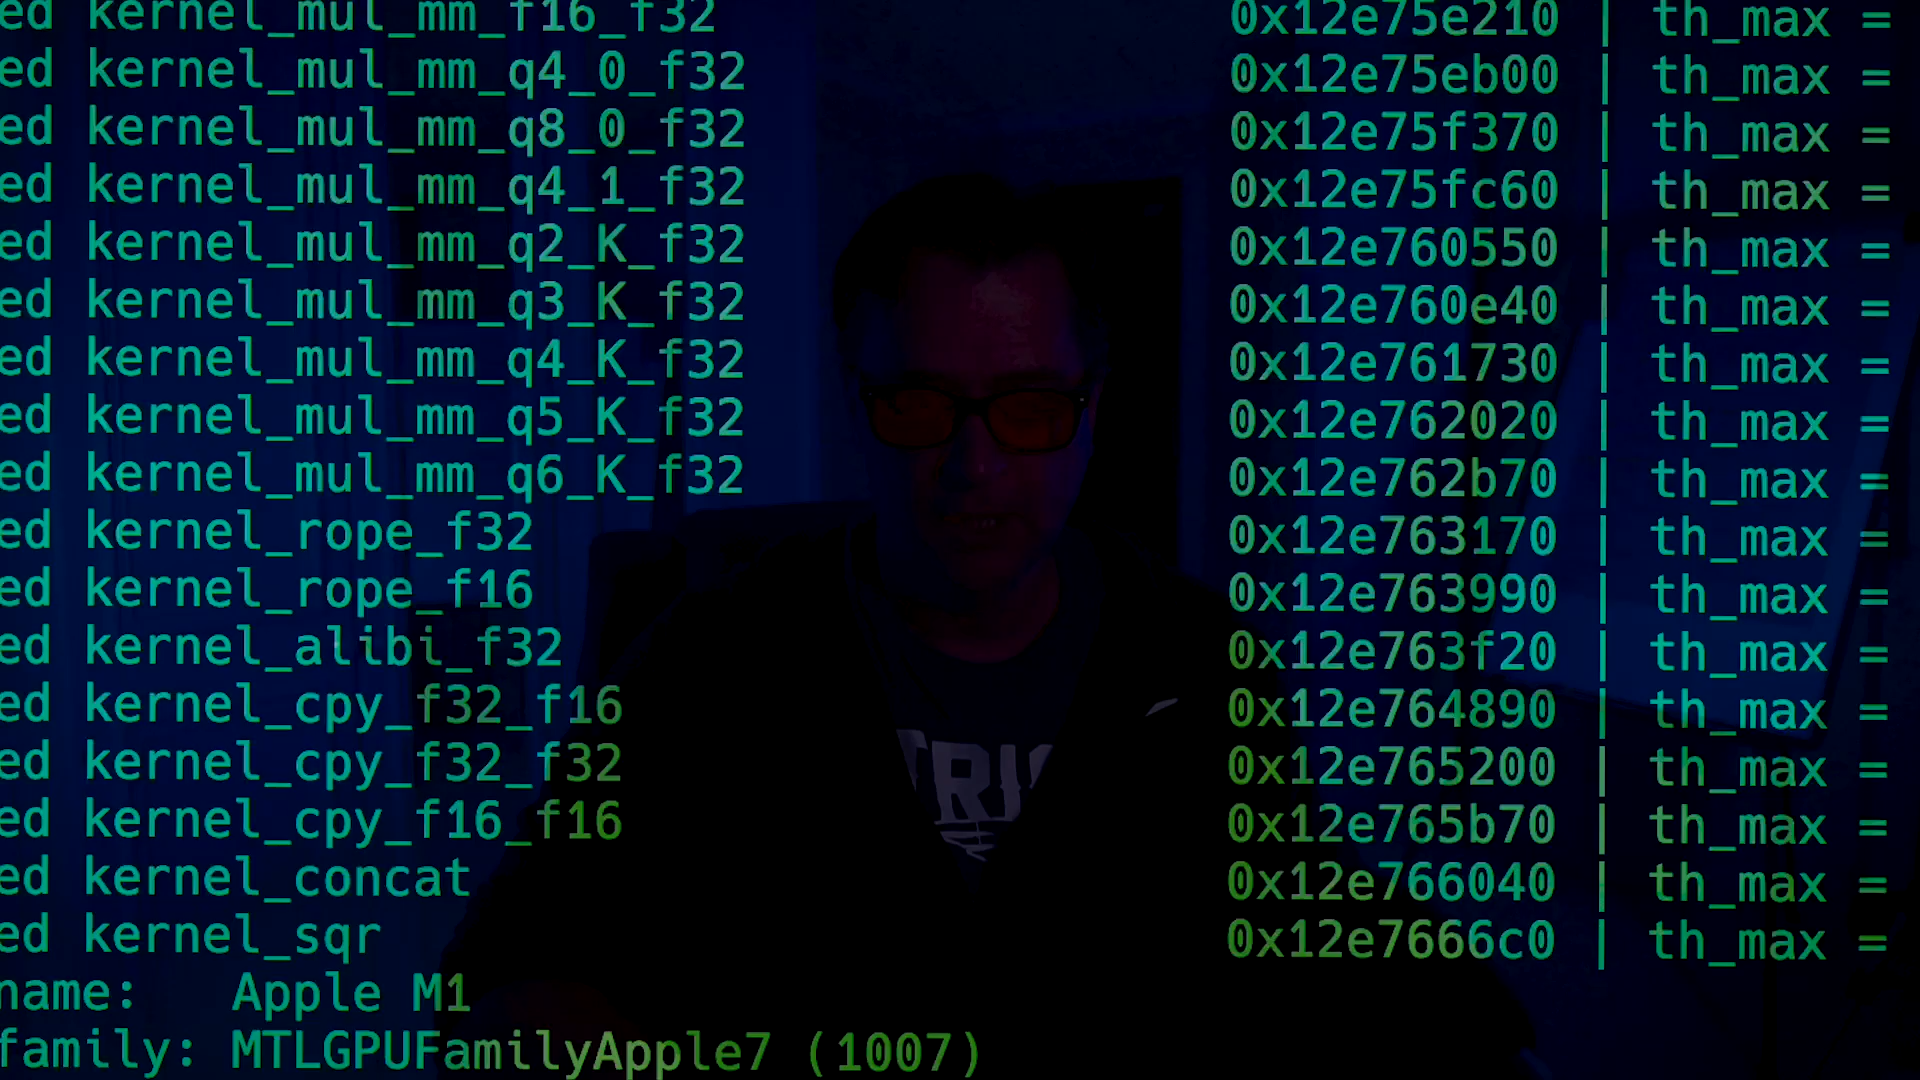 ed kernel_mul_mm_f16_f32 0x12e75e210 | th_max =
ed kernel_mul_mm_q4_0_f32 0x12e75eb00 | th_max =
ed kernel_mul_mm_q8_0_f32 0x12e75f370 | th_max =
ed kernel_mul_mm_q4_1_f32 0x12e75fc60 | th_max =
ed kernel_mul_mm_q2_K_f32 0x12e760550 | th_max =
ed kernel_mul_mm_q3_K_f32 0x12e760e40 | th_max =
ed kernel_mul_mm_q4_K_f32 0x12e761730 | th_max =
ed kernel_mul_mm_q5_K_f32 0x12e762020 | th_max =
ed kernel_mul_mm_q6_K_f32 0x12e762b70 | th_max =
ed kernel_rope_f32 0x12e763170 | th_max =
ed kernel_rope_f16 0x12e763990 | th_max =
ed kernel_alibi_f32 0x12e763f20 | th_max =
ed kernel_cpy_f32_f16 0x12e764890 | th_max =
ed kernel_cpy_f32_f32 0x12e765200 | th_max =
ed kernel_cpy_f16_f16 0x12e765b70 | th_max =
ed kernel_concat 0x12e766040 | th_max =
ed kernel_sqr 0x12e7666c0 | th_max =
name: Apple M1
family: MTLGPUFamilyApple7 (1007)